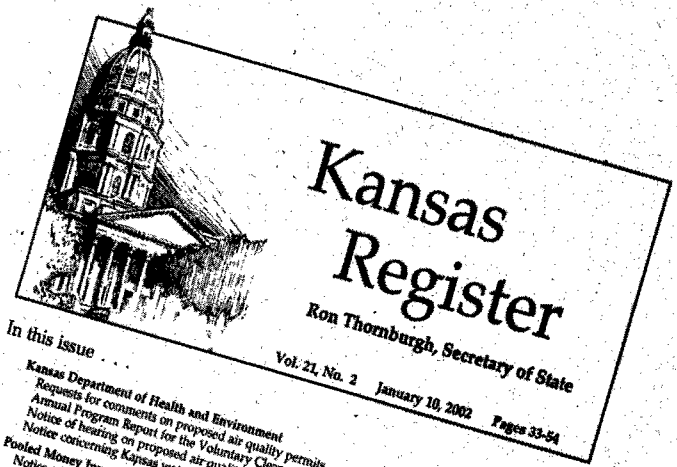 Kansas
Register
Ron Thornburgh, Secretary of State
Vol. 21, No. 2 January 10, 2002 Pages 33-54
In this issue . . .
Kansas Department of Health and Environment
Requests for comments on proposed air quality permits
Annual Program Report for the Voluntary
Notice of hearing on proposed air
Notice concerning Kansas
Pooled Money